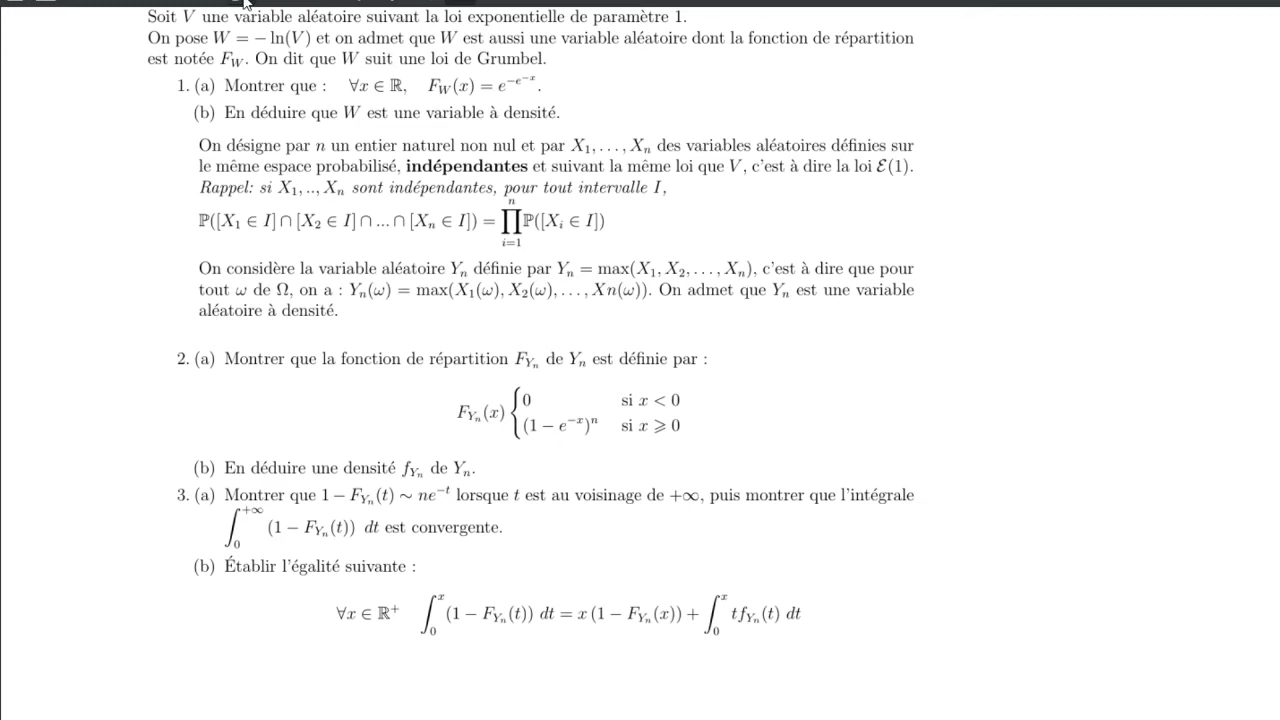 Soit V une variable aléatoire suivant la loi exponentielle de paramètre 1.
On pose W = − ln(V) et on admet que W est aussi une variable aléatoire dont la fonction de répartition
est notée F_W. On dit que W suit une loi de Grumbel.
1. (a) Montrer que : ∀x ∈ ℝ, F_W(x) = e^{−e^{−x}}.
(b) En déduire que W est une variable à densité.
On désigne par n un entier naturel non nul et par X_1, . . . , X_n des variables aléatoires définies sur
le même espace probabilisé, indépendantes et suivant la même loi que V, c'est à dire la loi ℰ(1).
Rappel: si X_1, .., X_n sont indépendantes, pour tout intervalle I,
ℙ([X_1 ∈ I] ∩ [X_2 ∈ I] ∩ ... ∩ [X_n ∈ I]) = ∏_{i=1}^{n} ℙ([X_i ∈ I])
On considère la variable aléatoire Y_n définie par Y_n = max(X_1, X_2, . . . , X_n), c'est à dire que pour
tout ω de Ω, on a : Y_n(ω) = max(X_1(ω), X_2(ω), . . . , Xn(ω)). On admet que Y_n est une variable
aléatoire à densité.
2. (a) Montrer que la fonction de répartition F_{Y_n} de Y_n est définie par :
F_{Y_n}(x) { 0 si x < 0
(1 − e^{−x})^n si x ⩾ 0
(b) En déduire une densité f_{Y_n} de Y_n.
3. (a) Montrer que 1 − F_{Y_n}(t) ∼ ne^{−t} lorsque t est au voisinage de +∞, puis montrer que l'intégrale
∫_0^{+∞} (1 − F_{Y_n}(t)) dt est convergente.
(b) Établir l'égalité suivante :
∀x ∈ ℝ^+ ∫_0^x (1 − F_{Y_n}(t)) dt = x (1 − F_{Y_n}(x)) + ∫_0^x tf_{Y_n}(t) dt